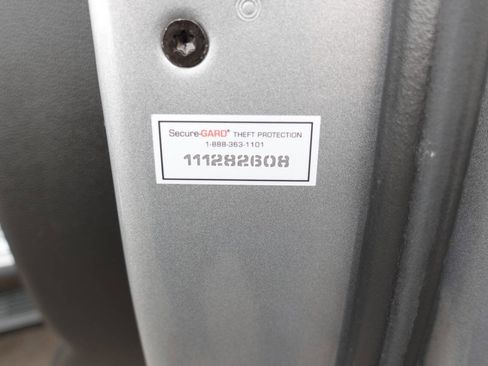 Secure-GARD® THEFT PROTECTION
1-888-363-1101
111282608